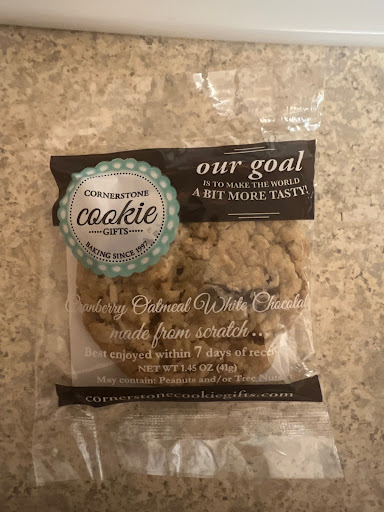 our goal
IS TO MAKE THE WORLD
A BIT MORE TASTY!
CORNERSTONE
cookie
GIFTS
BAKING SINCE 1997
Cranberry Oatmeal White Chocolat
made from scratch...
Best enjoyed within 7 days of rece
NET WT 1.45 OZ (41g)
May contain: Peanuts and/or Tree Nuts
cornerstonecookiegifts.com